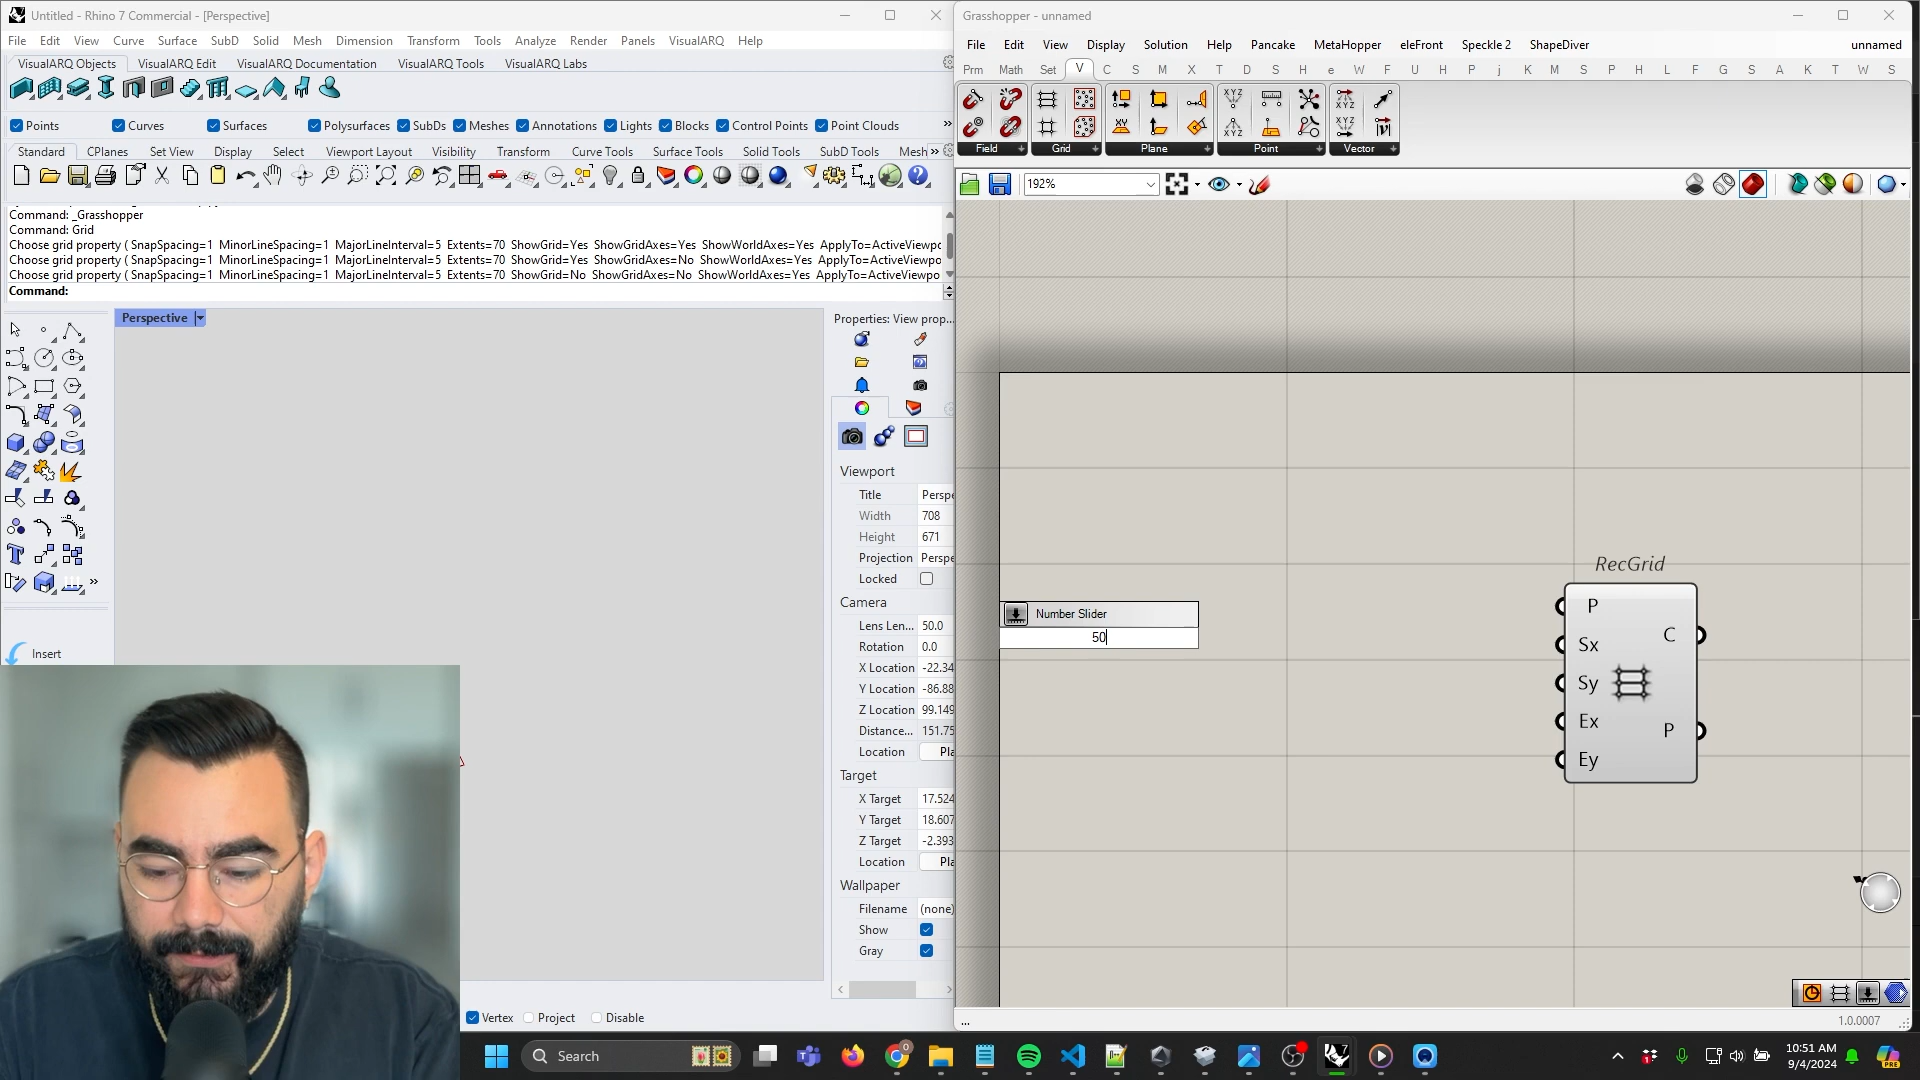 Untitled - Rhino 7 Commercial - [Perspective]
File Edit View Curve Surface SubD Solid Mesh Dimension Transform Tools Analyze Render Panels VisualARQ Help
VisualARQ Objects VisualARQ Edit VisualARQ Documentation VisualARQ Tools VisualARQ Labs
Points Curves Surfaces Polysurfaces SubDs Meshes Annotations Lights Blocks Control Points Point Clouds »
Standard CPlanes Set View Display Select Viewport Layout Visibility Transform Curve Tools Surface Tools Solid Tools SubD Tools Mesh »
Command: _Grasshopper
Command: Grid
Choose grid property ( SnapSpacing=1 MinorLineSpacing=1 MajorLineInterval=5 Extents=70 ShowGrid=Yes ShowGridAxes=Yes ShowWorldAxes=Yes ApplyTo=ActiveViewpo
Choose grid property ( SnapSpacing=1 MinorLineSpacing=1 MajorLineInterval=5 Extents=70 ShowGrid=Yes ShowGridAxes=No ShowWorldAxes=Yes ApplyTo=ActiveViewpo
Choose grid property ( SnapSpacing=1 MinorLineSpacing=1 MajorLineInterval=5 Extents=70 ShowGrid=No ShowGridAxes=No ShowWorldAxes=Yes ApplyTo=ActiveViewpo
Command:
Perspective
»
Insert
Properties: View prop...
Viewport
Title Perspe
Width 708
Height 671
Projection Perspe
Locked
Camera
Lens Len... 50.0
Rotation 0.0
X Location -22.34
Y Location -86.88
Z Location 99.149
Distance... 151.75
Location Pla
Target
X Target 17.524
Y Target 18.607
Z Target -2.393
Location Pla
Wallpaper
Filename (none)
Show
Gray
Vertex Project Disable
Grasshopper - unnamed
File Edit View Display Solution Help Pancake MetaHopper eleFront Speckle 2 ShapeDiver unnamed
Prm Math Set V C S M X T D S H e W F U H P j K M S P H L F G S A K T W S
Field Grid Plane Point Vector
192%
Number Slider
50
RecGrid
P
Sx
Sy
Ex
Ey
C
P
...
1.0.0007
Search
10:51 AM
9/4/2024